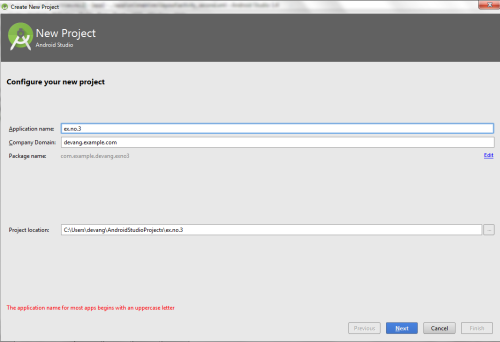 Create New Project
New Project
Android Studio
Configure your new project
Application name: ex.no.3
Company Domain: devang.example.com
Package name: com.example.devang.exno3 Edit
Project location: C:\Users\devang\AndroidStudioProjects\ex.no.3 ...
The application name for most apps begins with an uppercase letter
Previous Next Cancel Finish